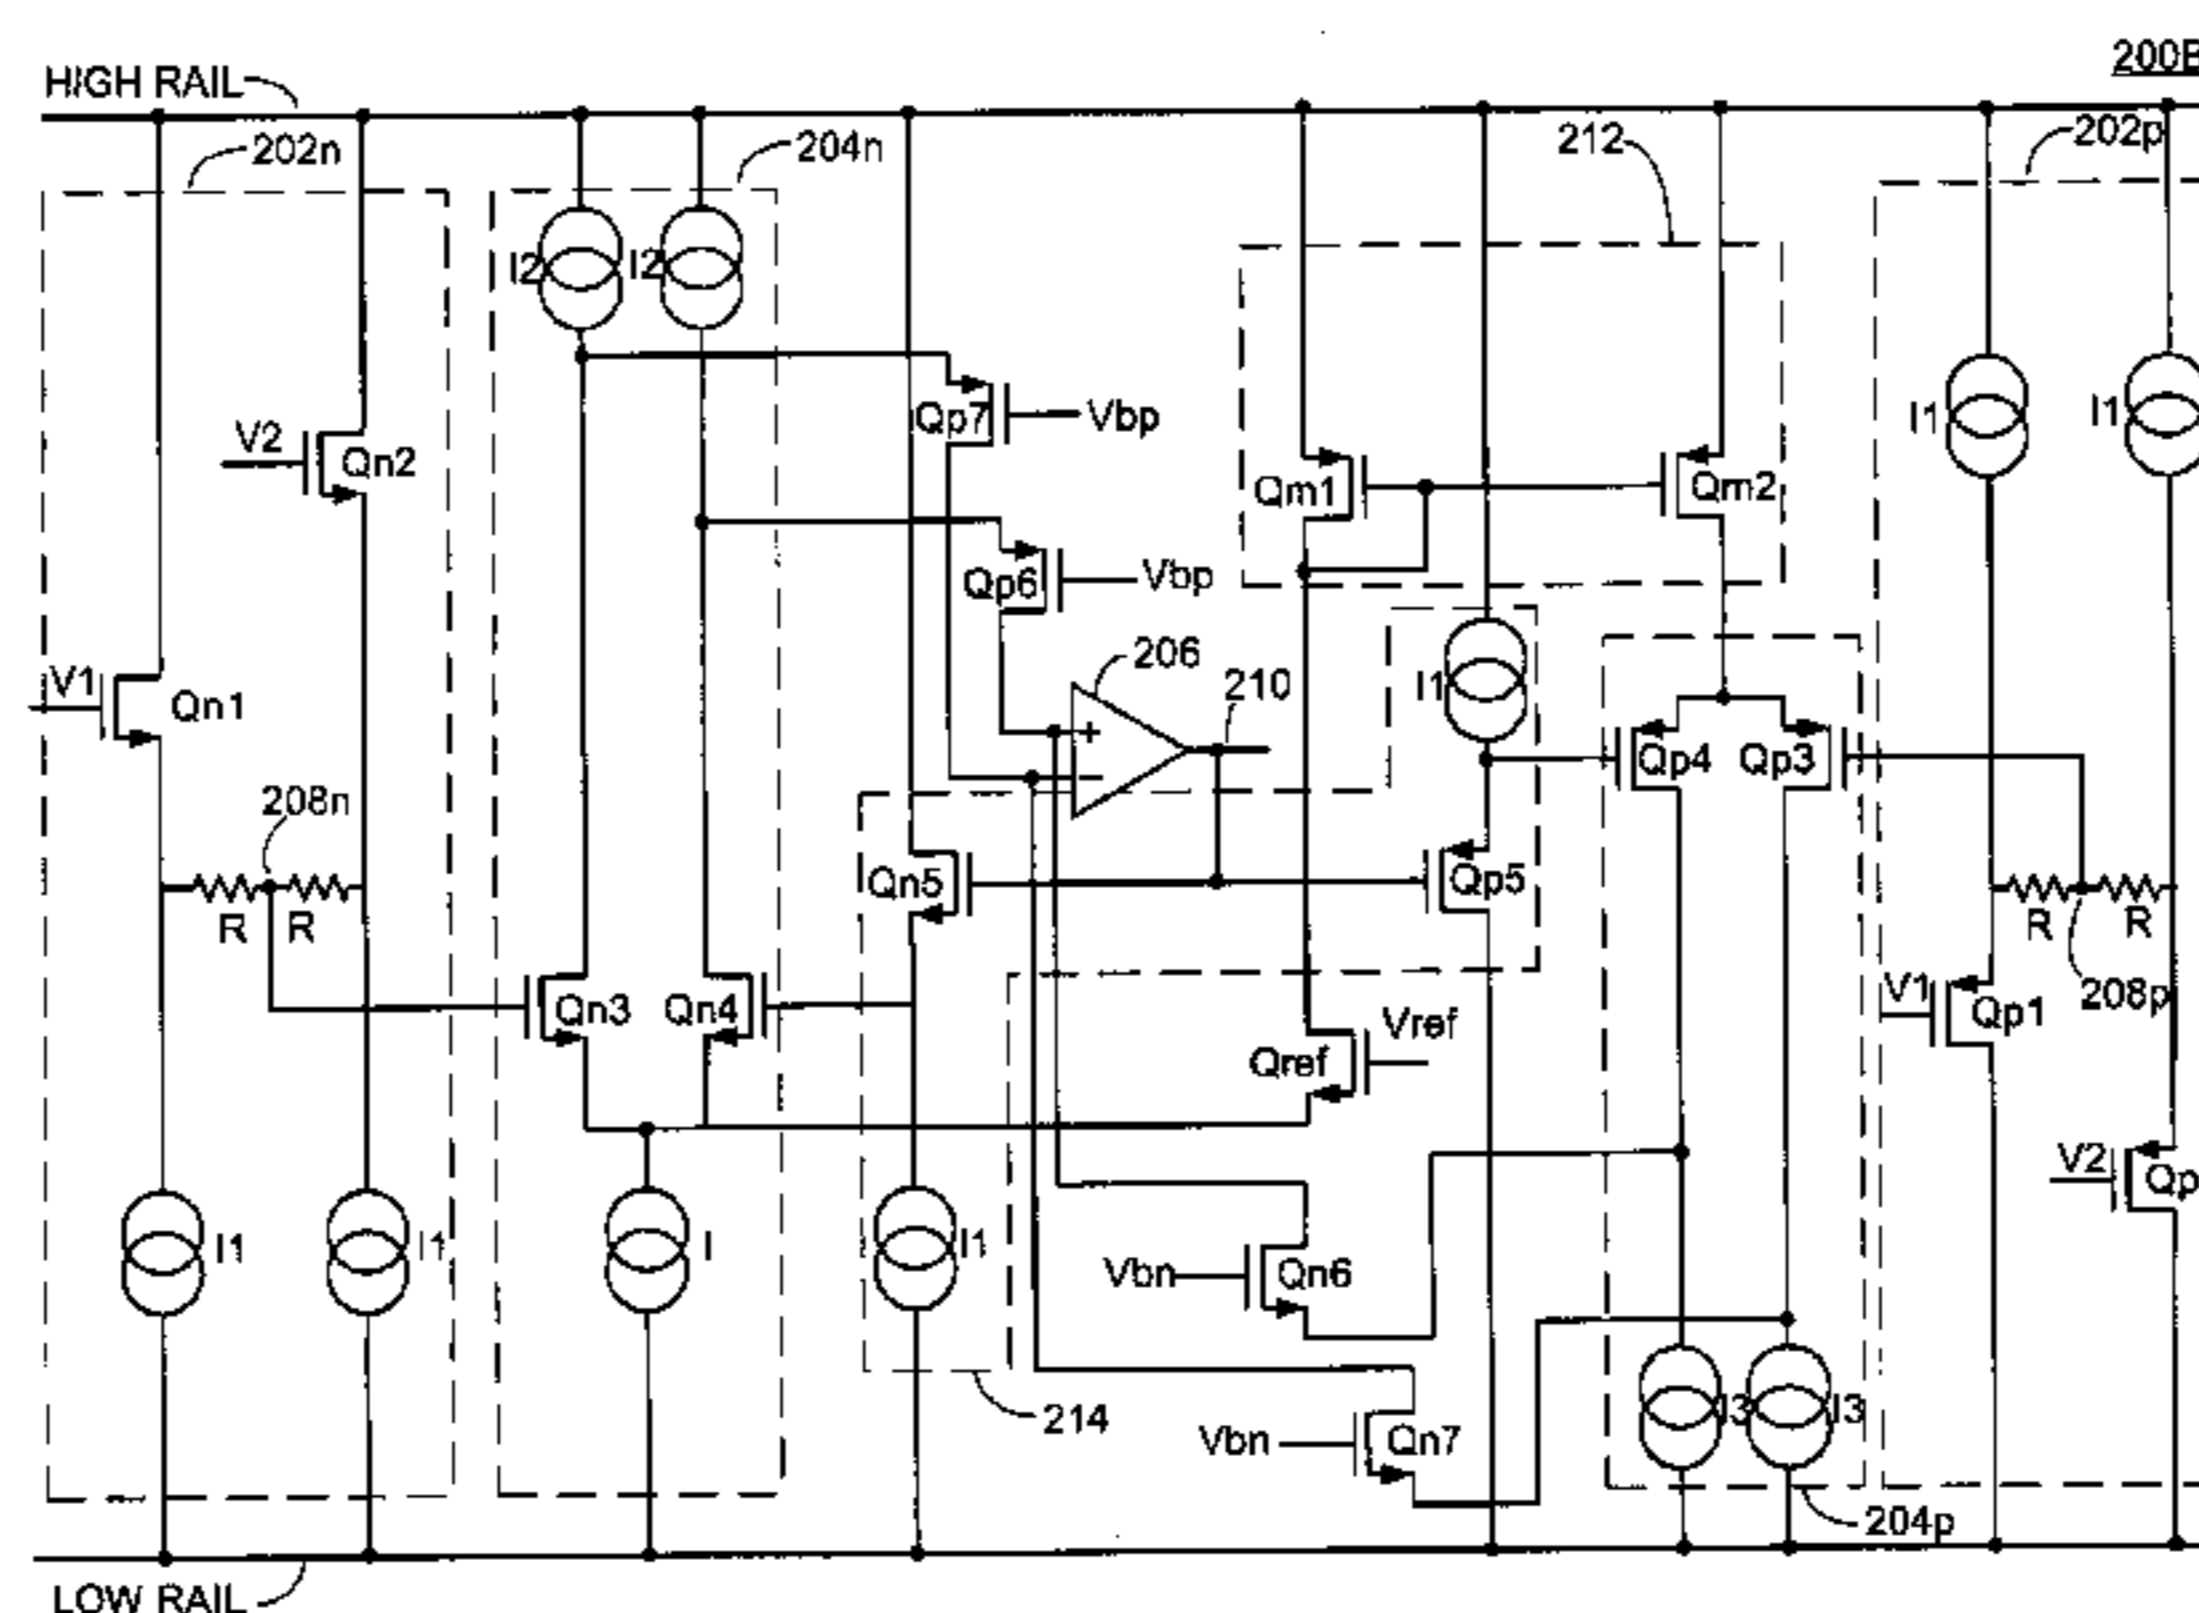 200B
HIGH RAIL
202n
204n
212
202p
I2
I2
Qp7
Vbp
I1
I1
V2
Qn2
Qm1
Qm2
Qp6
Vbp
206
210
I1
V1
Qn1
+
−
Qp4
Qp3
208n
Qn5
Qp5
R
R
R
R
V1
208p
Qn3
Qn4
Qp1
Vref
Qref
V2
Qp
I1
I1
I
I1
Vbn
Qn6
214
Vbn
Qn7
I3
I3
204p
LOW RAIL